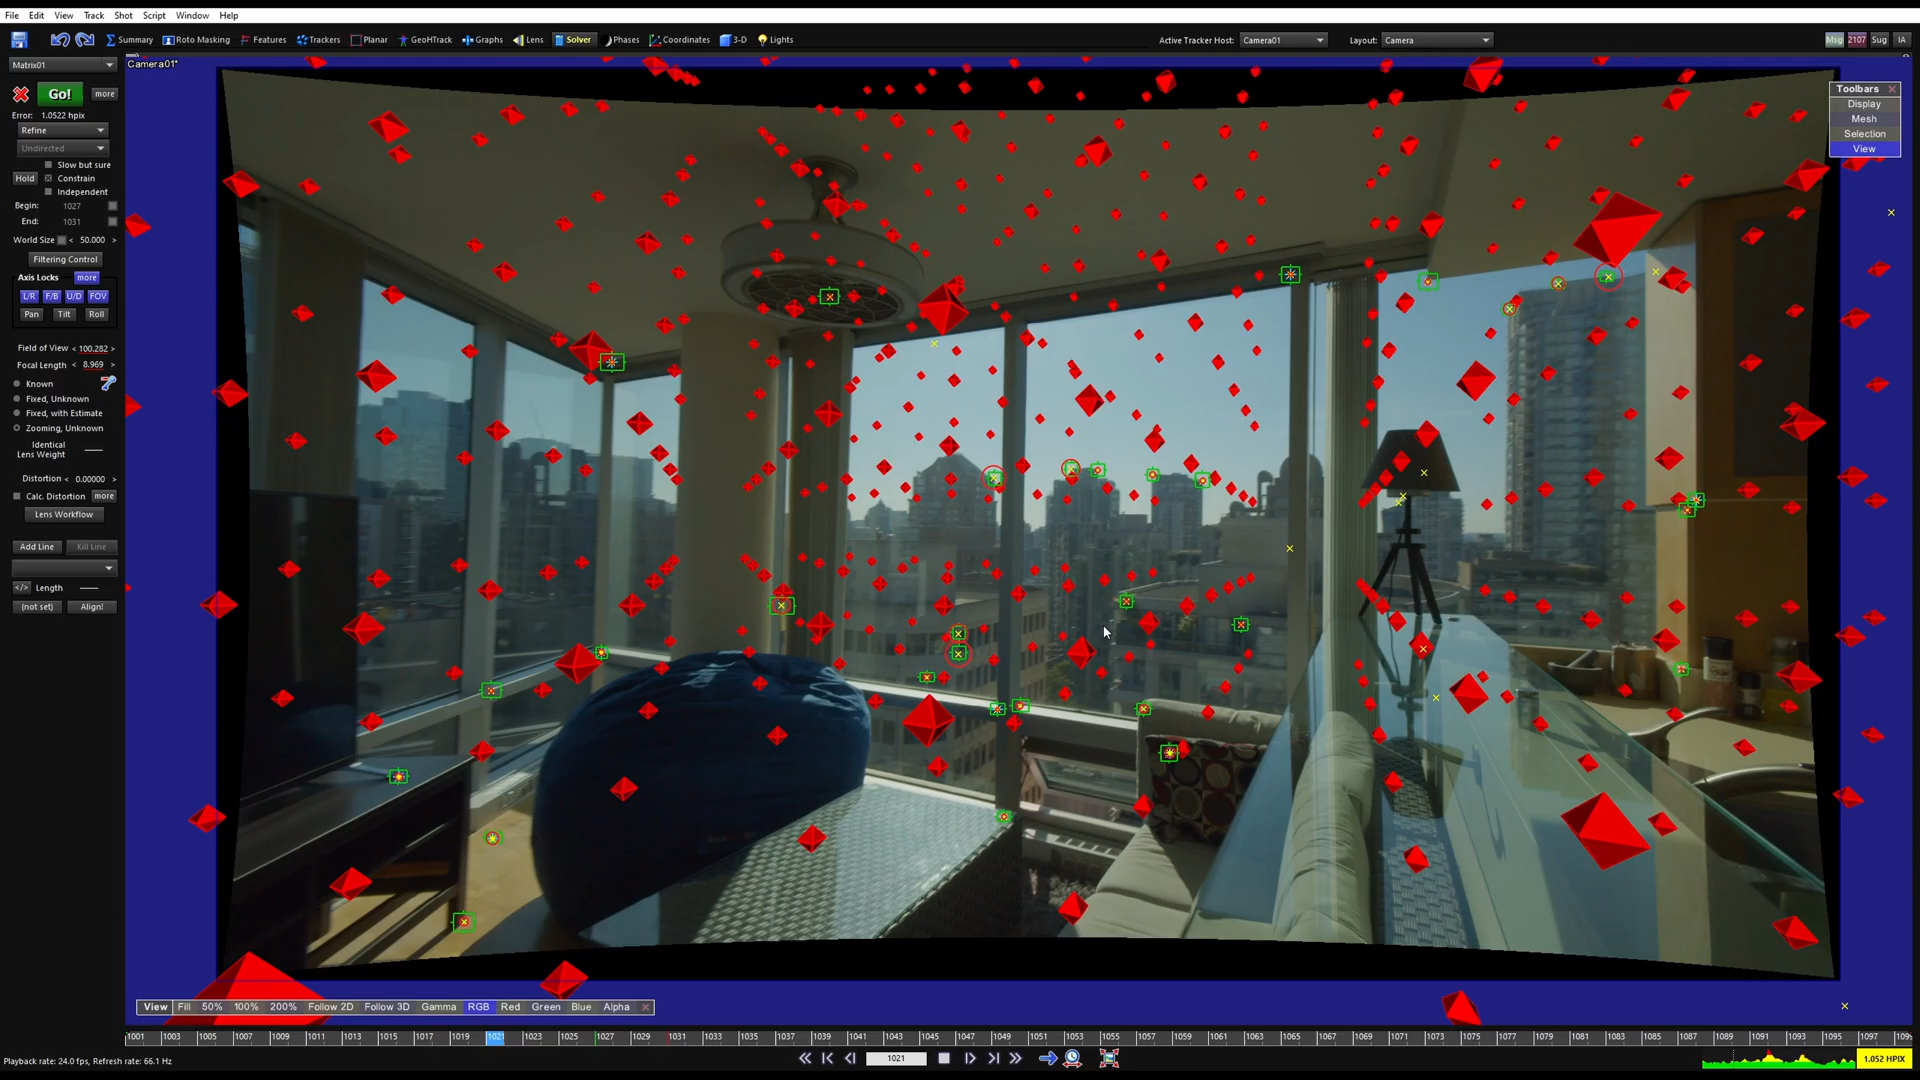 File Edit View Track Shot Script Window Help
Summary Roto Masking Features Trackers Planar GeoHTrack Graphs Lens Solver Phases Coordinates 3-D Lights Active Tracker Host: Camera01 Layout: Camera Msg 2107 Sug IA
Matrix01
Camera01*
Go! more
Error: 1.0522 hpix
Refine
Undirected
Slow but sure
Hold Constrain
Independent
Begin: 1027
End: 1031
World Size < 50.000 >
Filtering Control
Axis Locks more
L/R F/B U/D FOV
Pan Tilt Roll
Field of View < 100.282 >
Focal Length < 8.969 >
Known
Fixed, Unknown
Fixed, with Estimate
Zooming, Unknown
Identical
Lens Weight
Distortion < 0.00000 >
Calc. Distortion more
Lens Workflow
Add Line Kill Line
</> Length
(not set) Align!
Toolbars
Display
Mesh
Selection
View
View Fill 50% 100% 200% Follow 2D Follow 3D Gamma RGB Red Green Blue Alpha
1001 1003 1005 1007 1009 1011 1013 1015 1017 1019 1021 1023 1025 1027 1029 1031 1033 1035 1037 1039 1041 1043 1045 1047 1049 1051 1053 1055 1057 1059 1061 1063 1065 1067 1069 1071 1073 1075 1077 1079 1081 1083 1085 1087 1089 1091 1093 1095 1097
Playback rate: 24.0 fps, Refresh rate: 66.1 Hz
1021
1.052 HPIX